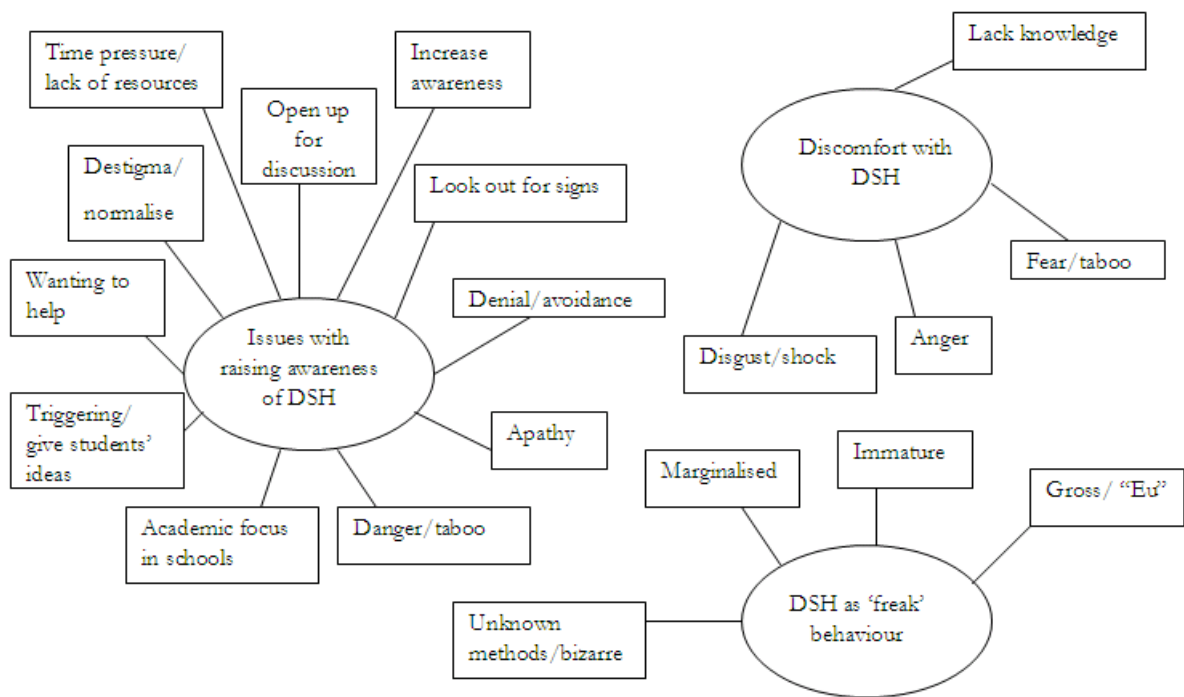 Time pressure/
lack of resources
Increase
awareness
Open up
for
discussion
Destigma/
normalise
Look out for signs
Wanting to
help
Denial/avoidance
Issues with
raising awareness
of DSH
Triggering/
give students’
ideas
Apathy
Academic focus
in schools
Danger/taboo
Lack knowledge
Discomfort with
DSH
Fear/taboo
Anger
Disgust/shock
Marginalised
Immature
Gross/ “Eu”
DSH as ‘freak’
behaviour
Unknown
methods/bizarre